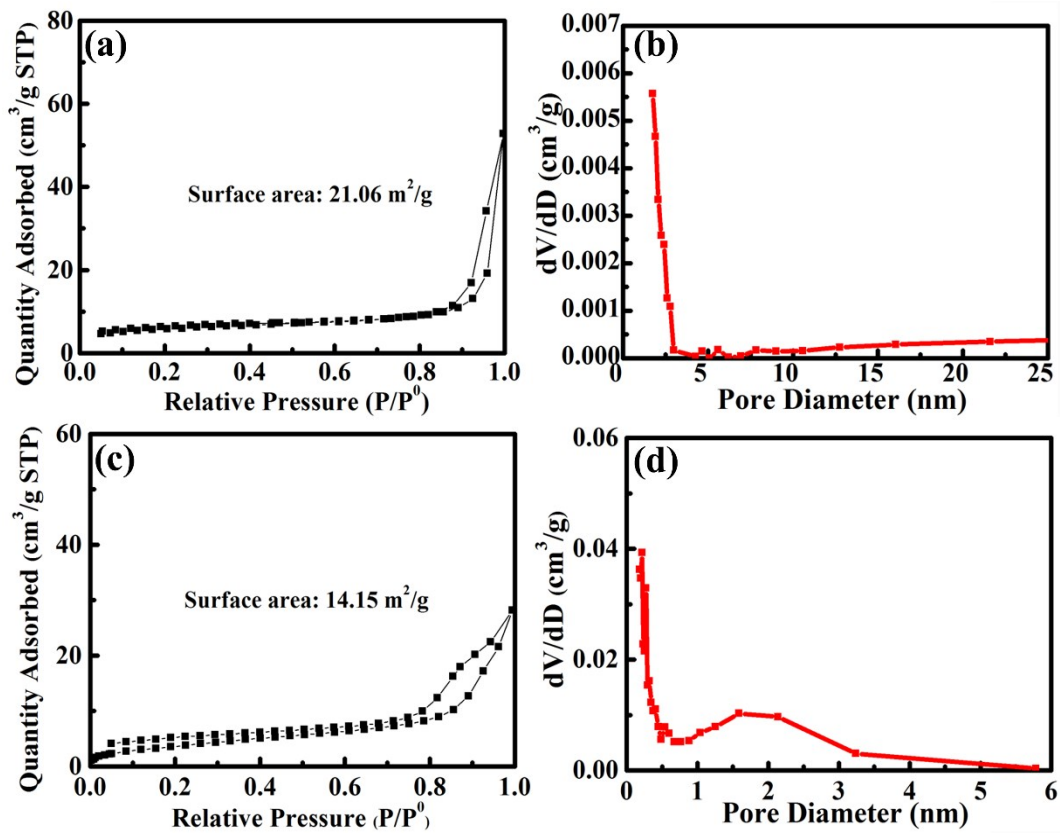 (a)
Quantity Adsorbed (cm³/g STP)
80
60
40
20
0
Surface area: 21.06 m²/g
0.0 0.2 0.4 0.6 0.8 1.0
Relative Pressure (P/P⁰)
(b)
dV/dD (cm³/g)
0.007
0.006
0.005
0.004
0.003
0.002
0.001
0.000
5 10 15 20 25
Pore Diameter (nm)
(c)
Quantity Adsorbed (cm³/g STP)
60
40
20
0
Surface area: 14.15 m²/g
0.0 0.2 0.4 0.6 0.8 1.0
Relative Pressure (P/P⁰)
(d)
dV/dD (cm³/g)
0.06
0.04
0.02
0.00
0 1 2 3 4 5 6
Pore Diameter (nm)